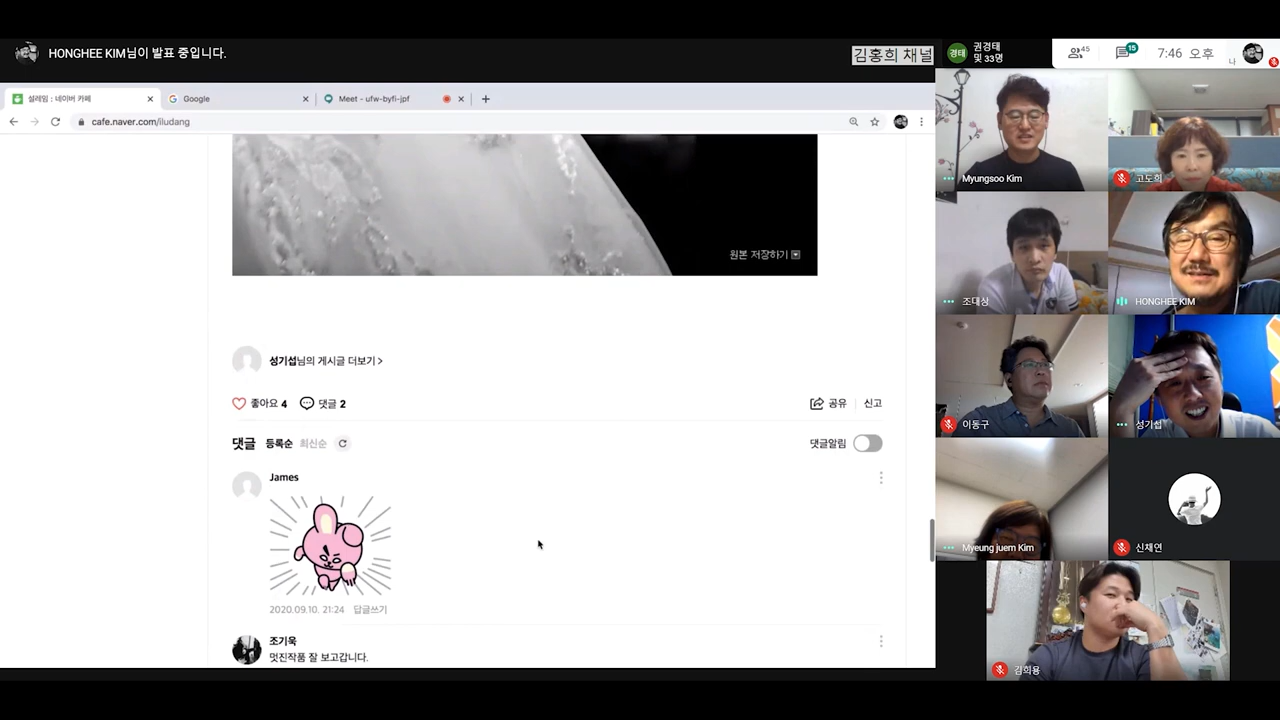 HONGHEE KIM님이 발표 중입니다.
김홍희 채널
경태
권경태
및 33명
45
15
7:46 오후
나
설레임 : 네이버 카페
Google
Meet - ufw-byfi-jpf
cafe.naver.com/iludang
원본 저장하기
성기섭님의 게시글 더보기 >
좋아요 4
댓글 2
공유
신고
댓글
등록순
최신순
댓글알림
James
2020.09.10. 21:24 답글쓰기
조기욱
멋진작품 잘 보고갑니다.
Myungsoo Kim
고도희
조대상
HONGHEE KIM
이동구
성기섭
Myeung juem Kim
신채연
김희용